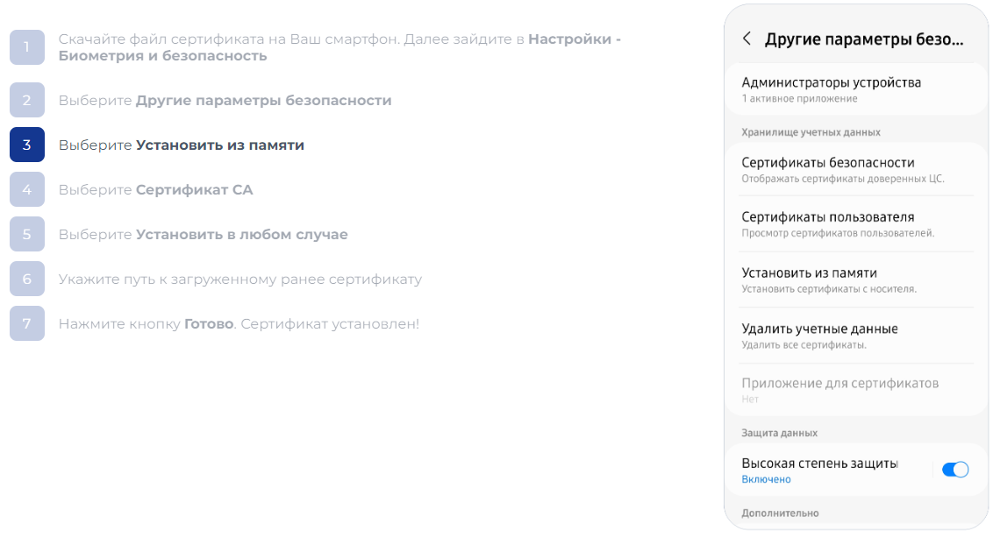 1
Скачайте файл сертификата на Ваш смартфон. Далее зайдите в Настройки -
Биометрия и безопасность
2
Выберите Другие параметры безопасности
3
Выберите Установить из памяти
4
Выберите Сертификат СА
5
Выберите Установить в любом случае
6
Укажите путь к загруженному ранее сертификату
7
Нажмите кнопку Готово. Сертификат установлен!
Другие параметры безо...
Администраторы устройства
1 активное приложение
Хранилище учетных данных
Сертификаты безопасности
Отображать сертификаты доверенных ЦС.
Сертификаты пользователя
Просмотр сертификатов пользователей.
Установить из памяти
Установить сертификаты с носителя.
Удалить учетные данные
Удалить все сертификаты.
Приложение для сертификатов
Нет
Защита данных
Высокая степень защиты
Включено
Дополнительно